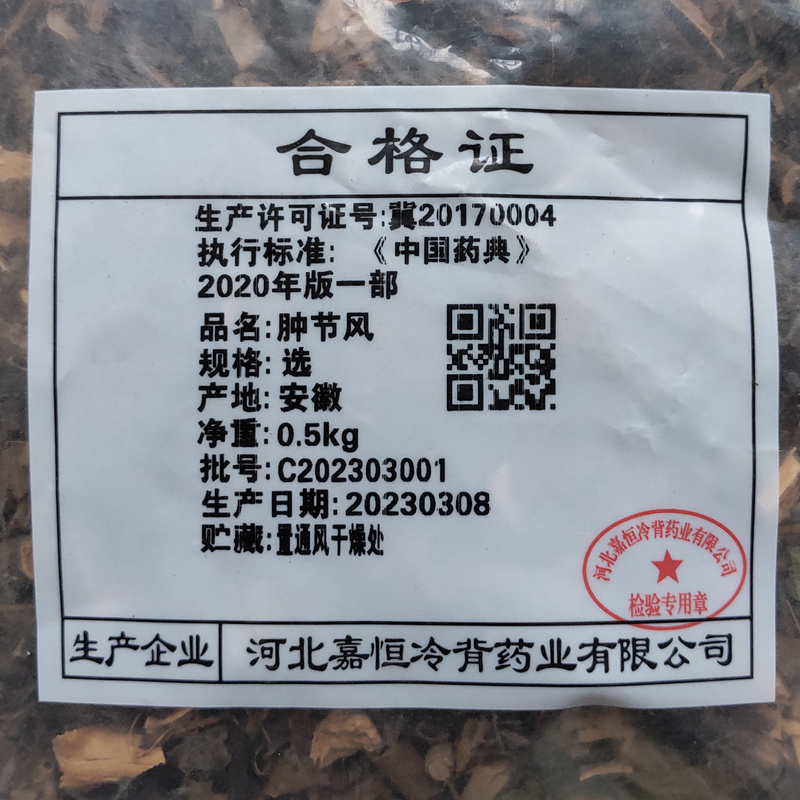 合格证
生产许可证号:冀20170004
执行标准:《中国药典》
2020年版一部
品名:肿节风
规格:选
产地:安徽
净重:0.5kg
批号:C202303001
生产日期:20230308
贮藏:置通风干燥处
河北嘉恒冷背药业有限公司
检验专用章
生产企业 河北嘉恒冷背药业有限公司